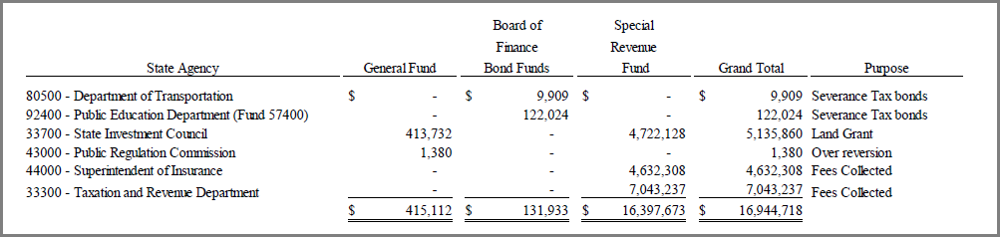 Board of Special
Finance Revenue
State Agency General Fund Bond Funds Fund Grand Total Purpose
80500 - Department of Transportation $ - $ 9,909 $ - $ 9,909 Severance Tax bonds
92400 - Public Education Department (Fund 57400) - 122,024 - 122,024 Severance Tax bonds
33700 - State Investment Council 413,732 - 4,722,128 5,135,860 Land Grant
43000 - Public Regulation Commission 1,380 - - 1,380 Over reversion
44000 - Superintendent of Insurance - - 4,632,308 4,632,308 Fees Collected
33300 - Taxation and Revenue Department - - 7,043,237 7,043,237 Fees Collected
$ 415,112 $ 131,933 $ 16,397,673 $ 16,944,718